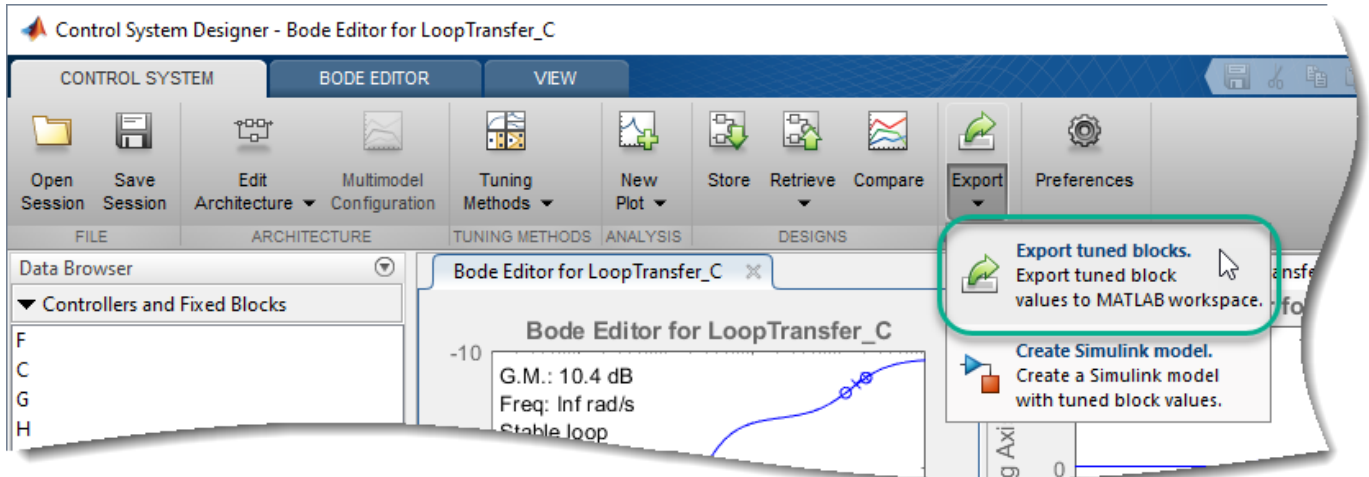 Control System Designer - Bode Editor for LoopTransfer_C
CONTROL SYSTEM
BODE EDITOR
VIEW
Open
Session
Save
Session
Edit
Architecture
Multimodel
Configuration
Tuning
Methods
New
Plot
Store
Retrieve
Compare
Export
Preferences
FILE
ARCHITECTURE
TUNING METHODS
ANALYSIS
DESIGNS
Export tuned blocks.
Export tuned block
values to MATLAB workspace.
Create Simulink model.
Create a Simulink model
with tuned block values.
Data Browser
Controllers and Fixed Blocks
F
C
G
H
Bode Editor for LoopTransfer_C
Bode Editor for LoopTransfer_C
-10
G.M.: 10.4 dB
Freq: Inf rad/s
Stable loop
0